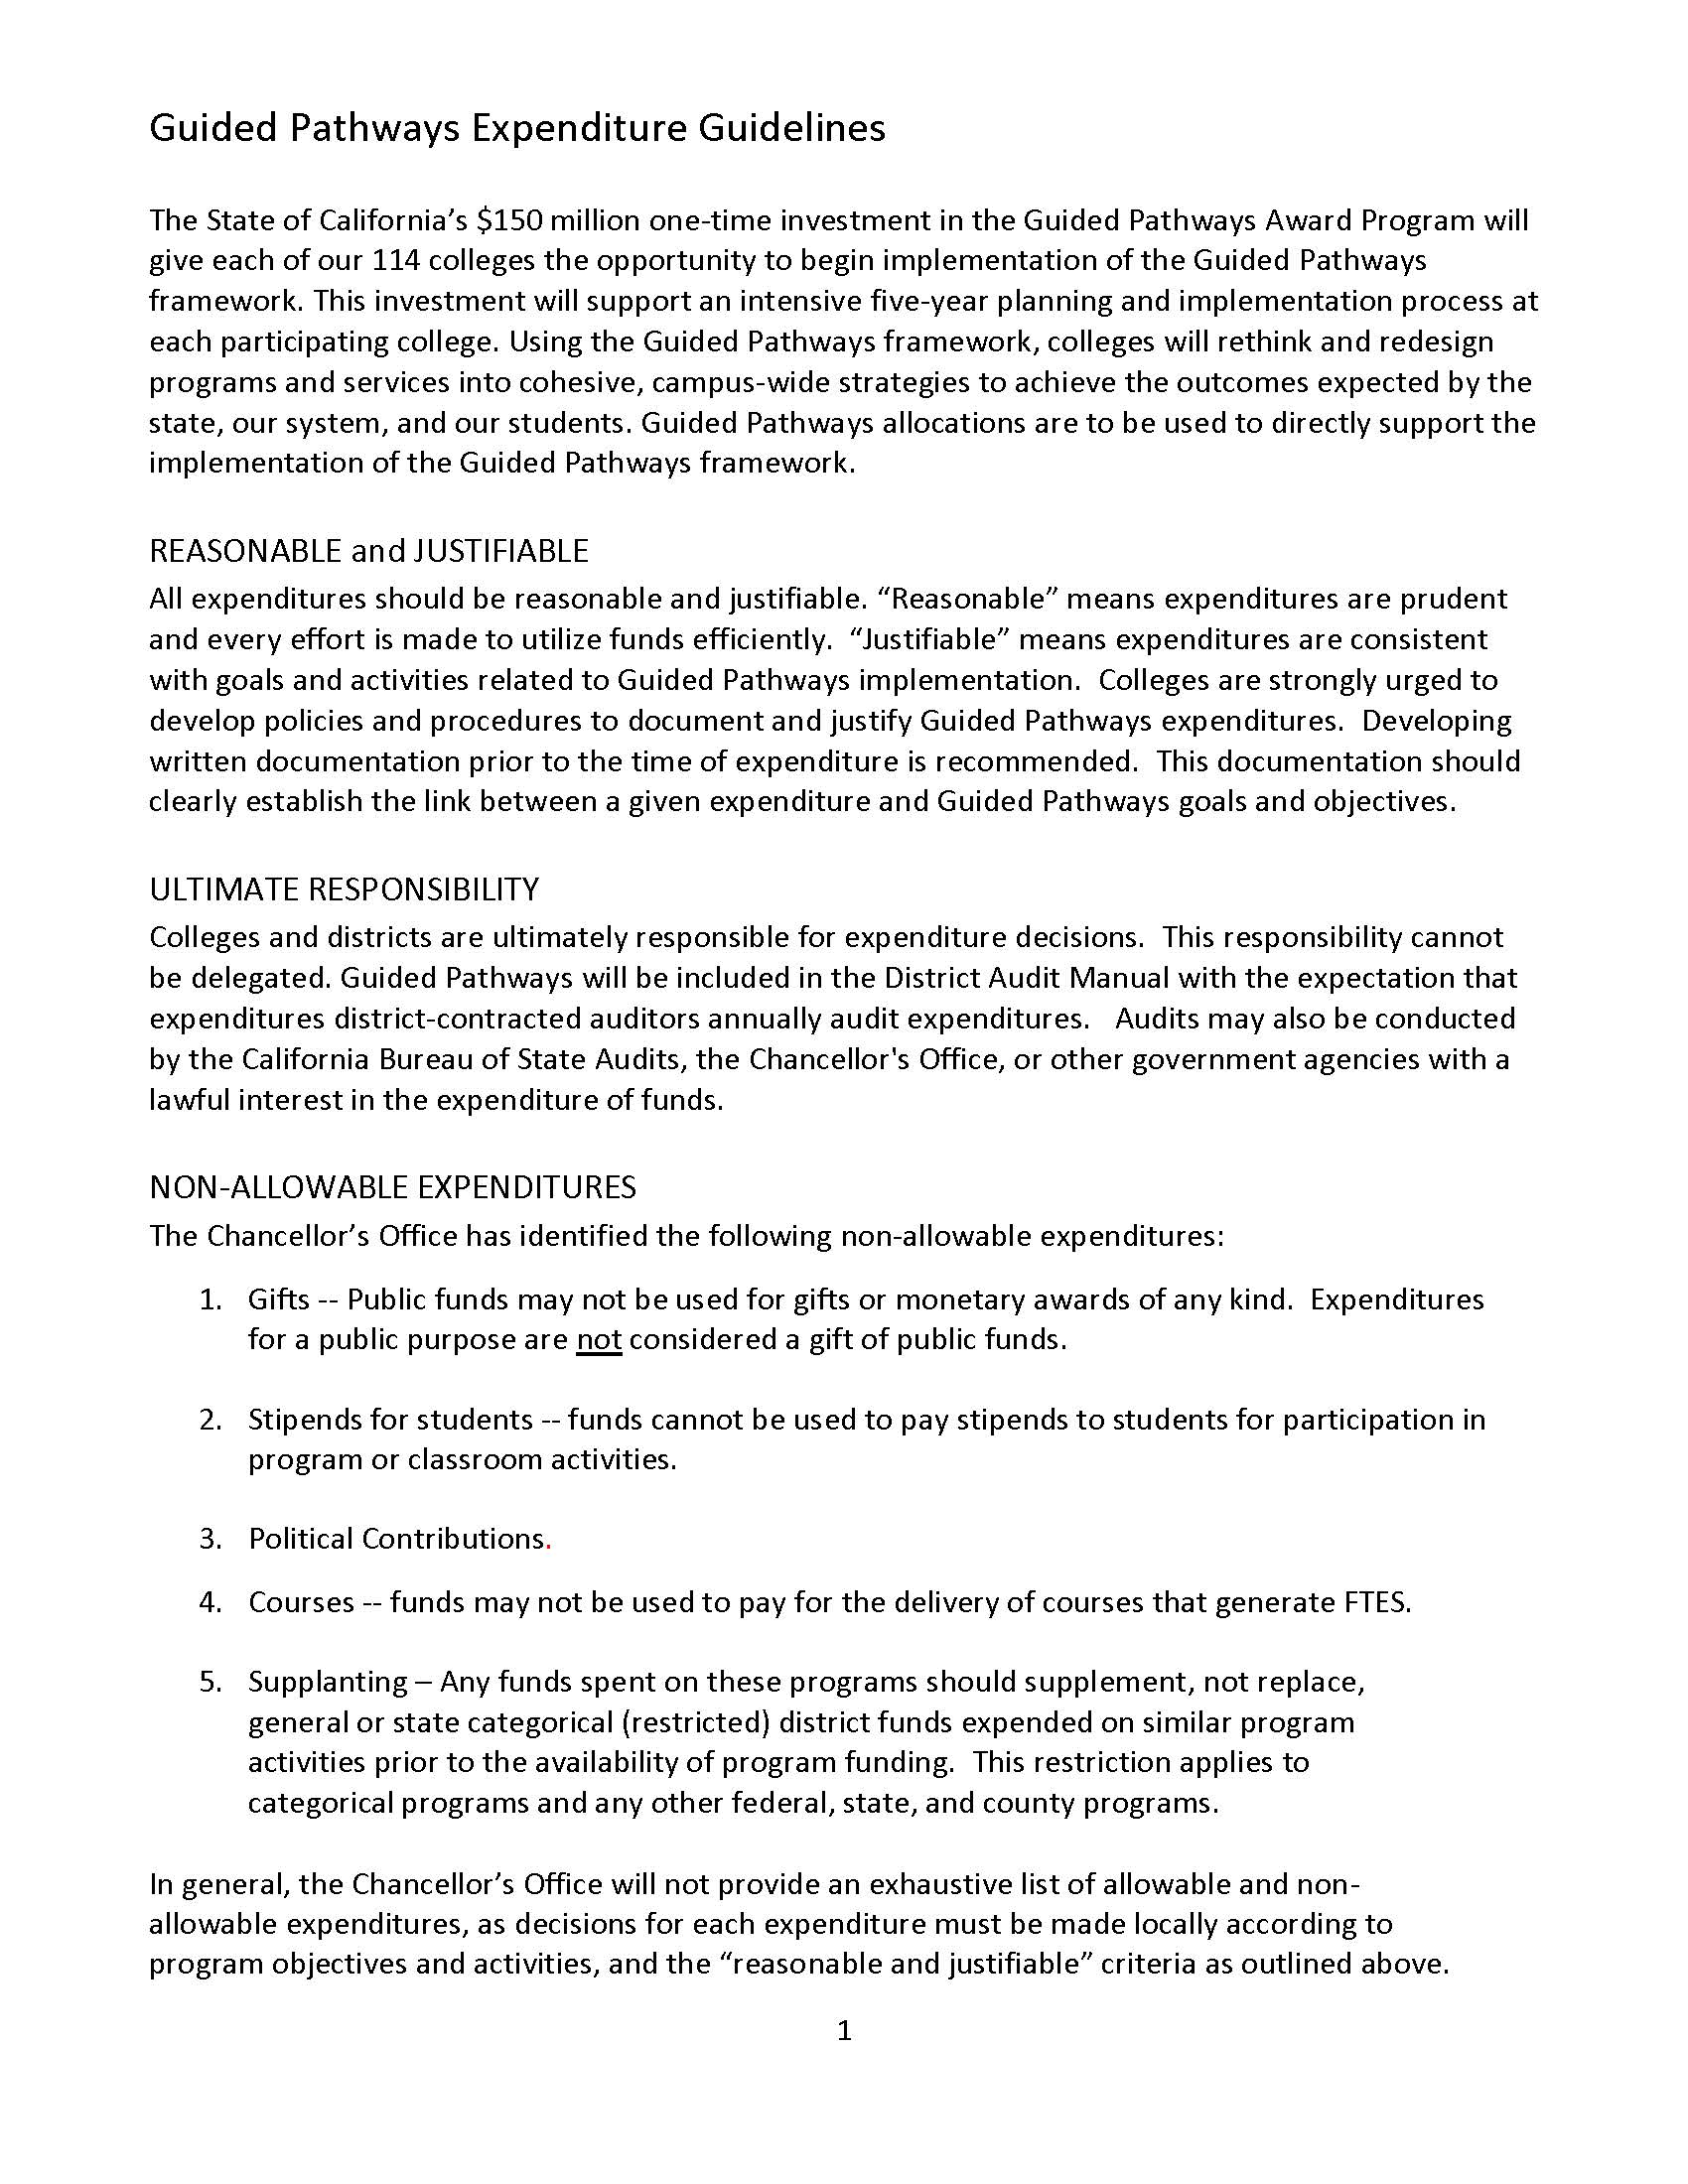 Guided Pathways Expenditure Guidelines
The State of California’s $150 million one-time investment in the Guided Pathways Award Program will
give each of our 114 colleges the opportunity to begin implementation of the Guided Pathways
framework. This investment will support an intensive five-year planning and implementation process at
each participating college. Using the Guided Pathways framework, colleges will rethink and redesign
programs and services into cohesive, campus-wide strategies to achieve the outcomes expected by the
state, our system, and our students. Guided Pathways allocations are to be used to directly support the
implementation of the Guided Pathways framework.
REASONABLE and JUSTIFIABLE
All expenditures should be reasonable and justifiable. “Reasonable” means expenditures are prudent
and every effort is made to utilize funds efficiently.  “Justifiable” means expenditures are consistent
with goals and activities related to Guided Pathways implementation.  Colleges are strongly urged to
develop policies and procedures to document and justify Guided Pathways expenditures.  Developing
written documentation prior to the time of expenditure is recommended.  This documentation should
clearly establish the link between a given expenditure and Guided Pathways goals and objectives.
ULTIMATE RESPONSIBILITY
Colleges and districts are ultimately responsible for expenditure decisions.  This responsibility cannot
be delegated. Guided Pathways will be included in the District Audit Manual with the expectation that
expenditures district-contracted auditors annually audit expenditures.   Audits may also be conducted
by the California Bureau of State Audits, the Chancellor's Office, or other government agencies with a
lawful interest in the expenditure of funds.
NON-ALLOWABLE EXPENDITURES
The Chancellor’s Office has identified the following non-allowable expenditures:
1. Gifts -- Public funds may not be used for gifts or monetary awards of any kind.  Expenditures
for a public purpose are not considered a gift of public funds.
2. Stipends for students -- funds cannot be used to pay stipends to students for participation in
program or classroom activities.
3. Political Contributions.
4. Courses -- funds may not be used to pay for the delivery of courses that generate FTES.
5. Supplanting – Any funds spent on these programs should supplement, not replace,
general or state categorical (restricted) district funds expended on similar program
activities prior to the availability of program funding.  This restriction applies to
categorical programs and any other federal, state, and county programs.
In general, the Chancellor’s Office will not provide an exhaustive list of allowable and non-
allowable expenditures, as decisions for each expenditure must be made locally according to
program objectives and activities, and the “reasonable and justifiable” criteria as outlined above.
1